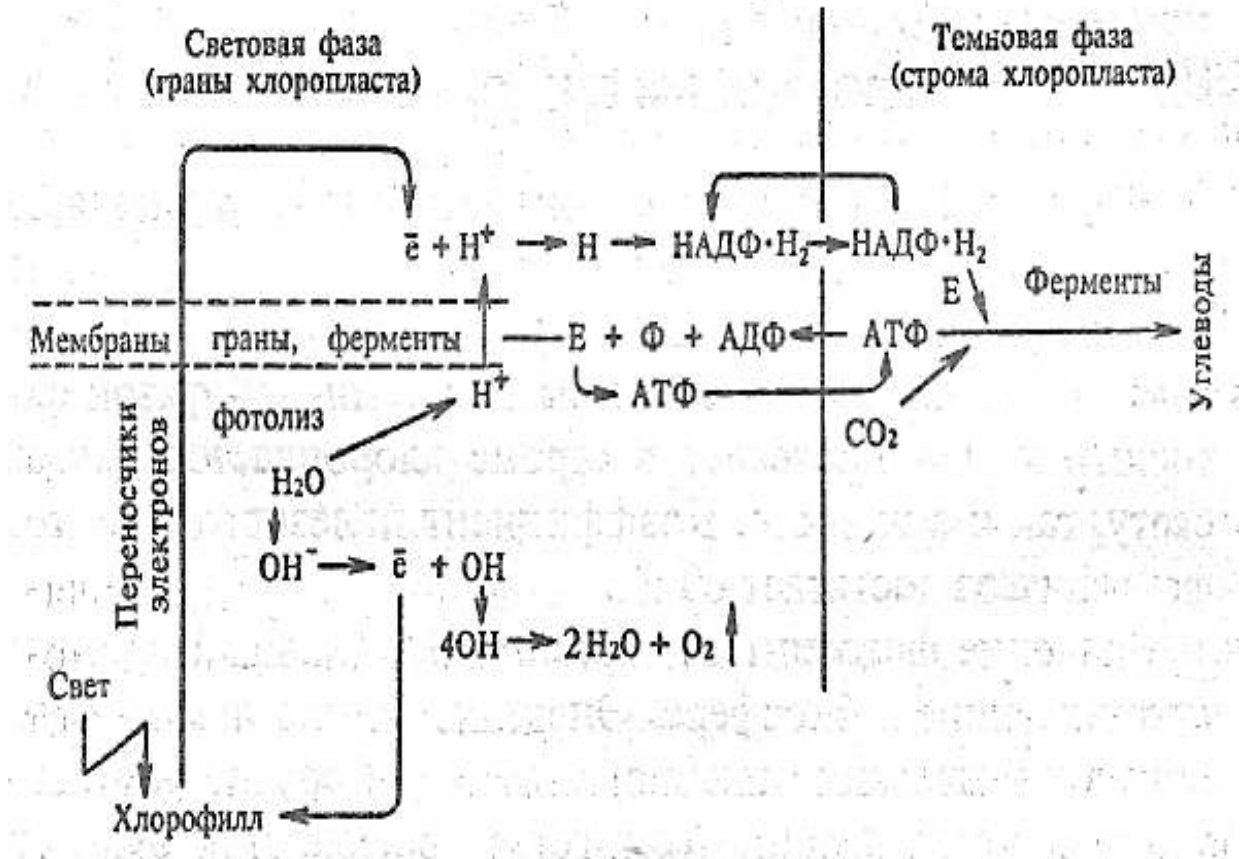 Световая фаза
(граны хлоропласта)
Темновая фаза
(строма хлоропласта)
ē + H⁺ → H → НАДФ·H₂ → НАДФ·H₂
E
Ферменты
Углеводы
Мембраны граны, ферменты
E + Ф + АДФ ← АТФ
АТФ
H⁺
фотолиз
CO₂
Переносчики
электронов
H₂O
OH⁻ → ē + OH
4OH → 2H₂O + O₂ ↑
Свет
Хлорофилл